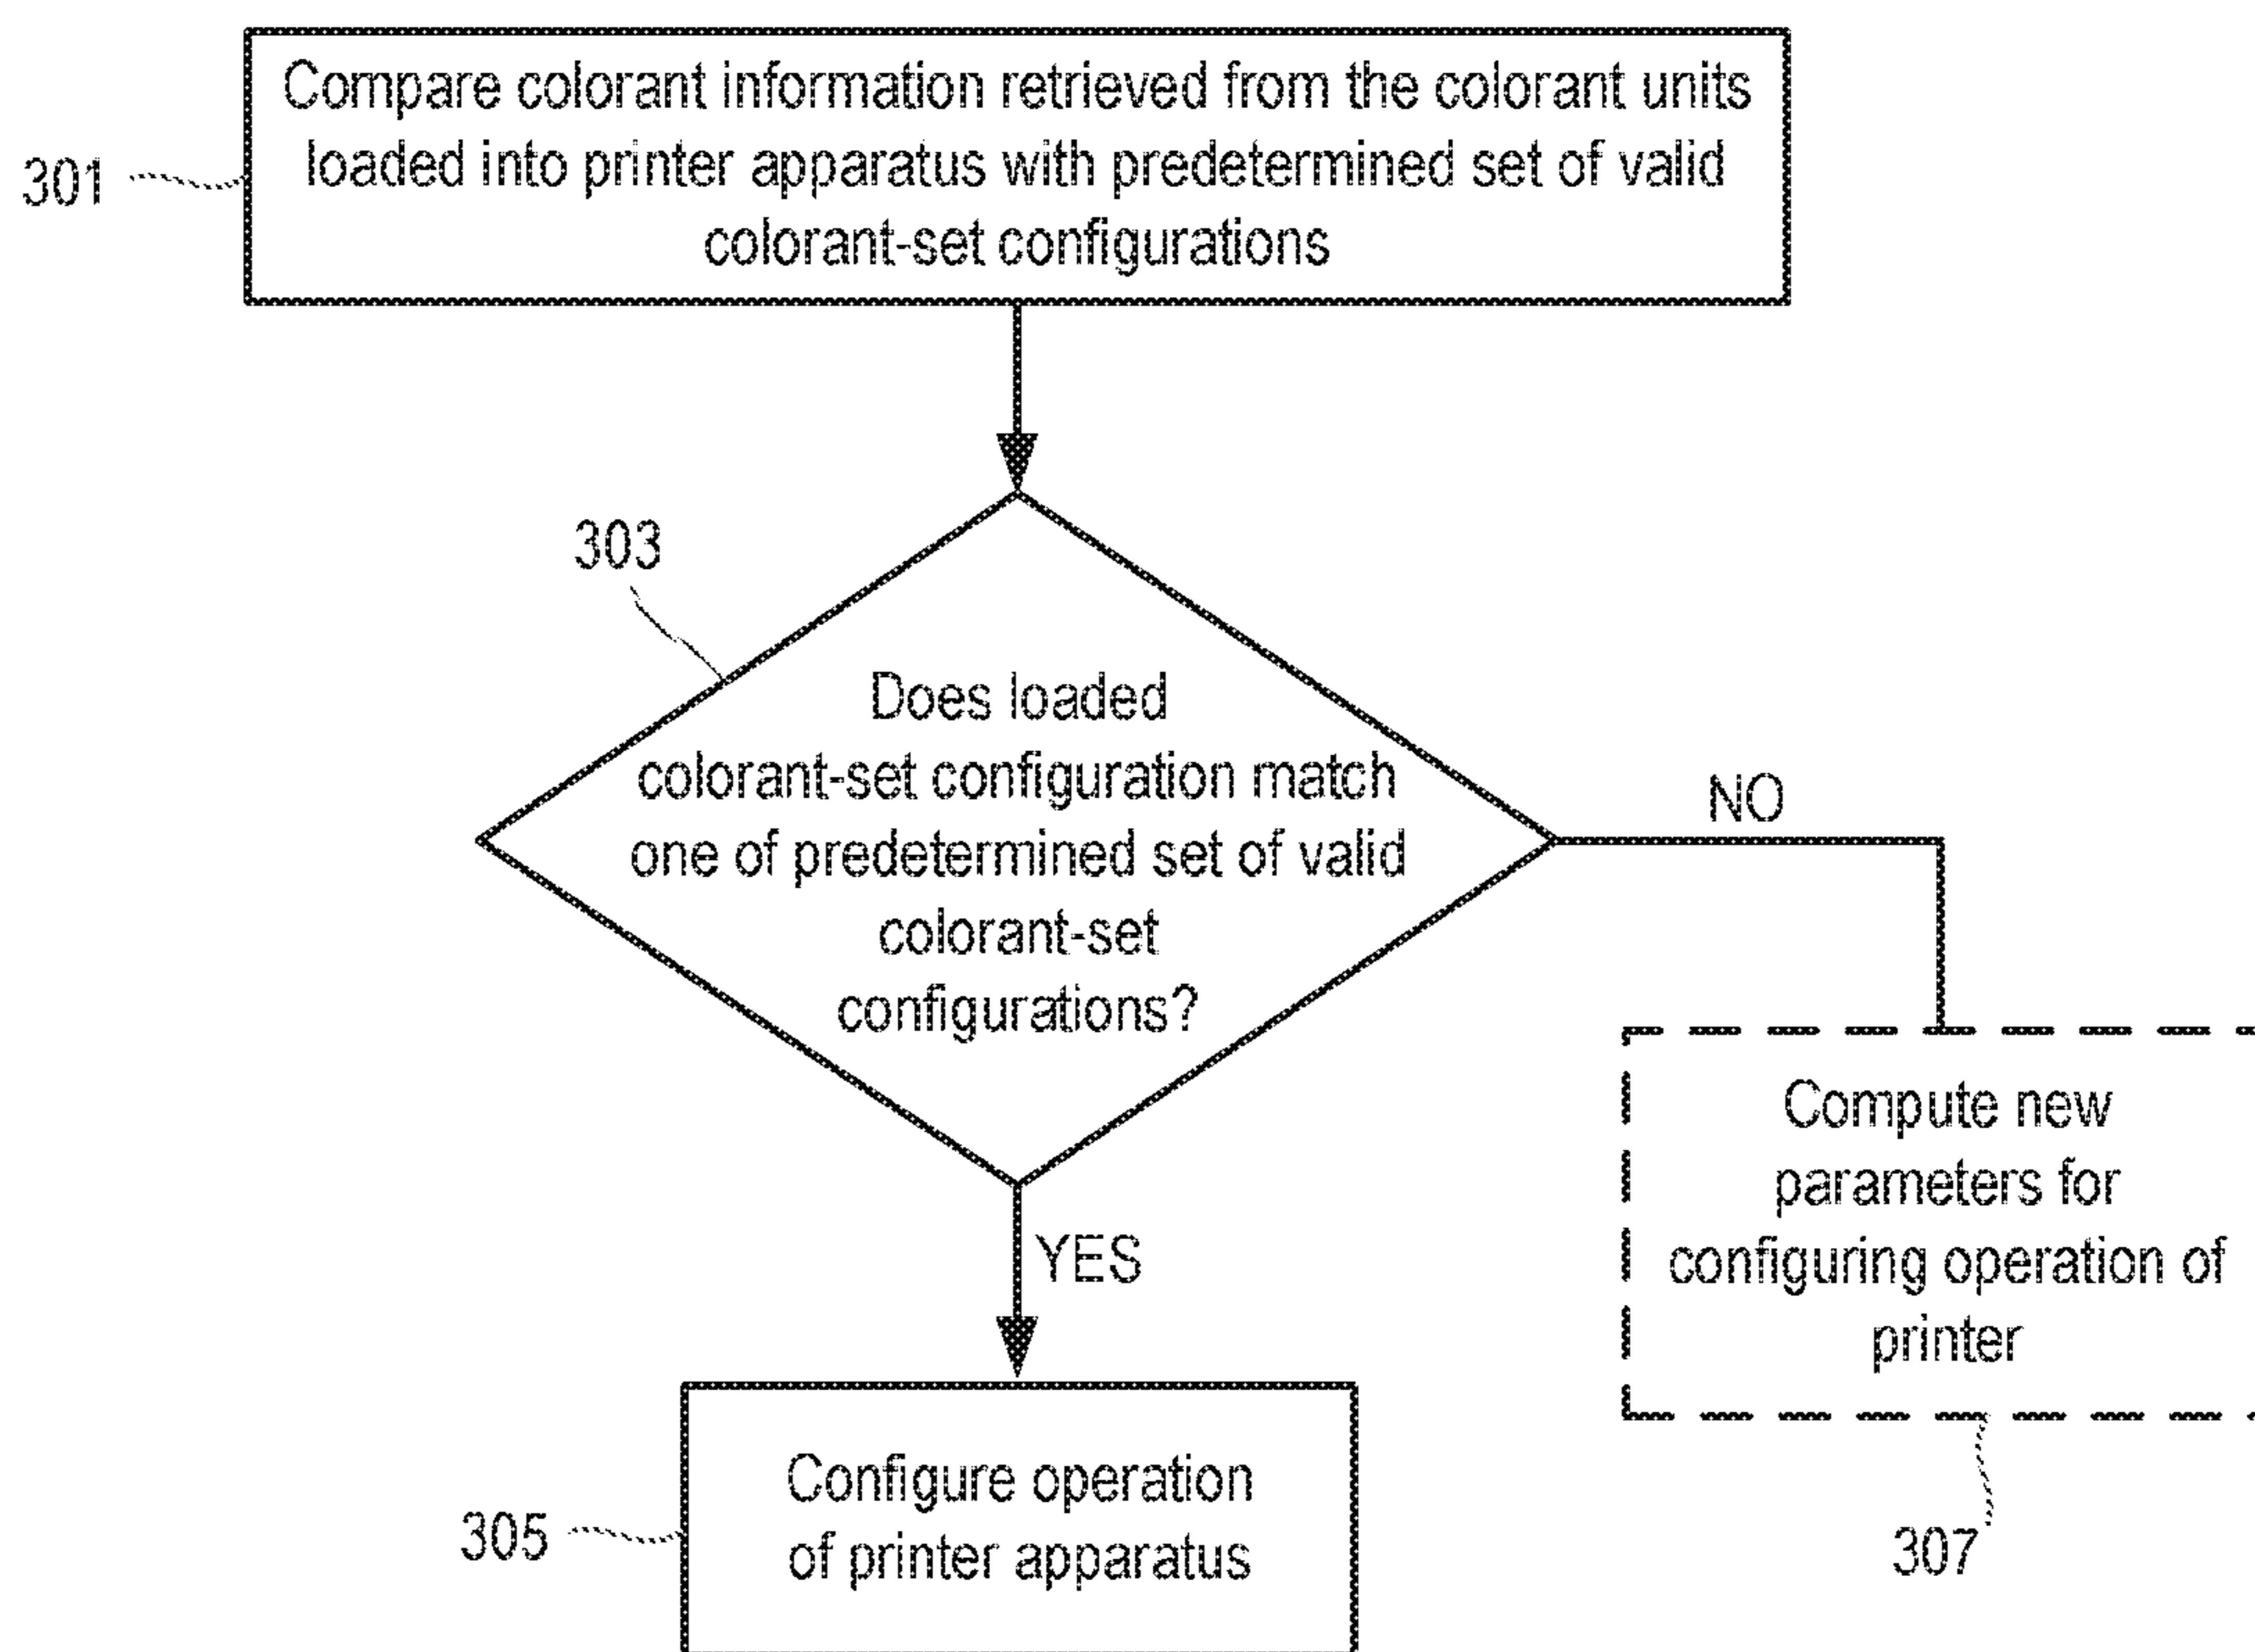 Compare colorant information retrieved from the colorant units
loaded into printer apparatus with predetermined set of valid
colorant-set configurations
301
303
Does loaded
colorant-set configuration match
one of predetermined set of valid
colorant-set
configurations?
NO
YES
Compute new
parameters for
configuring operation of
printer
307
Configure operation
of printer apparatus
305